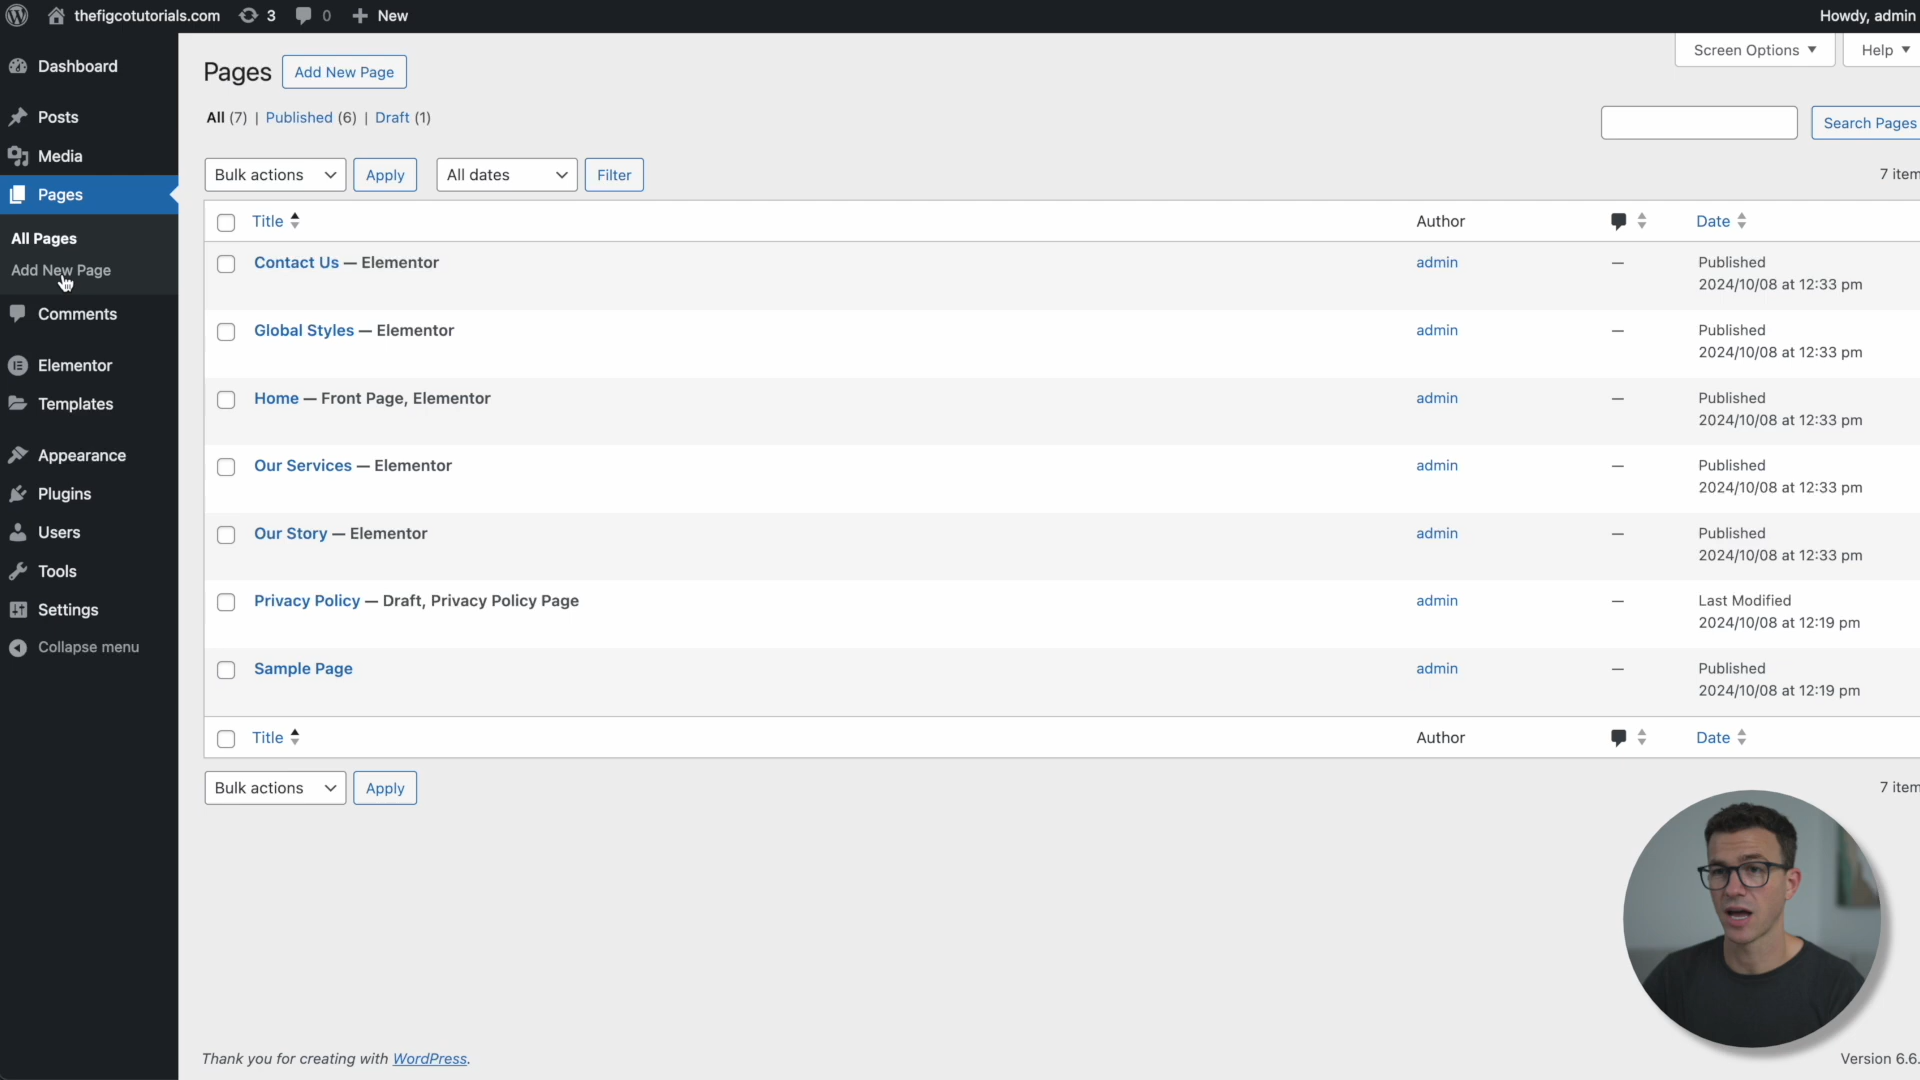 thefigcotutorials.com 3 0 New Howdy, admin
Screen Options Help
Dashboard
Posts
Media
Pages
All Pages
Add New Page
Comments
Elementor
Templates
Appearance
Plugins
Users
Tools
Settings
Collapse menu
Pages Add New Page
All (7) | Published (6) | Draft (1)
Search Pages
Bulk actions Apply All dates Filter 7 item
Title Author Date
Contact Us — Elementor admin — Published
2024/10/08 at 12:33 pm
Global Styles — Elementor admin — Published
2024/10/08 at 12:33 pm
Home — Front Page, Elementor admin — Published
2024/10/08 at 12:33 pm
Our Services — Elementor admin — Published
2024/10/08 at 12:33 pm
Our Story — Elementor admin — Published
2024/10/08 at 12:33 pm
Privacy Policy — Draft, Privacy Policy Page admin — Last Modified
2024/10/08 at 12:19 pm
Sample Page admin — Published
2024/10/08 at 12:19 pm
Title Author Date
Bulk actions Apply 7 item
Thank you for creating with WordPress. Version 6.6.